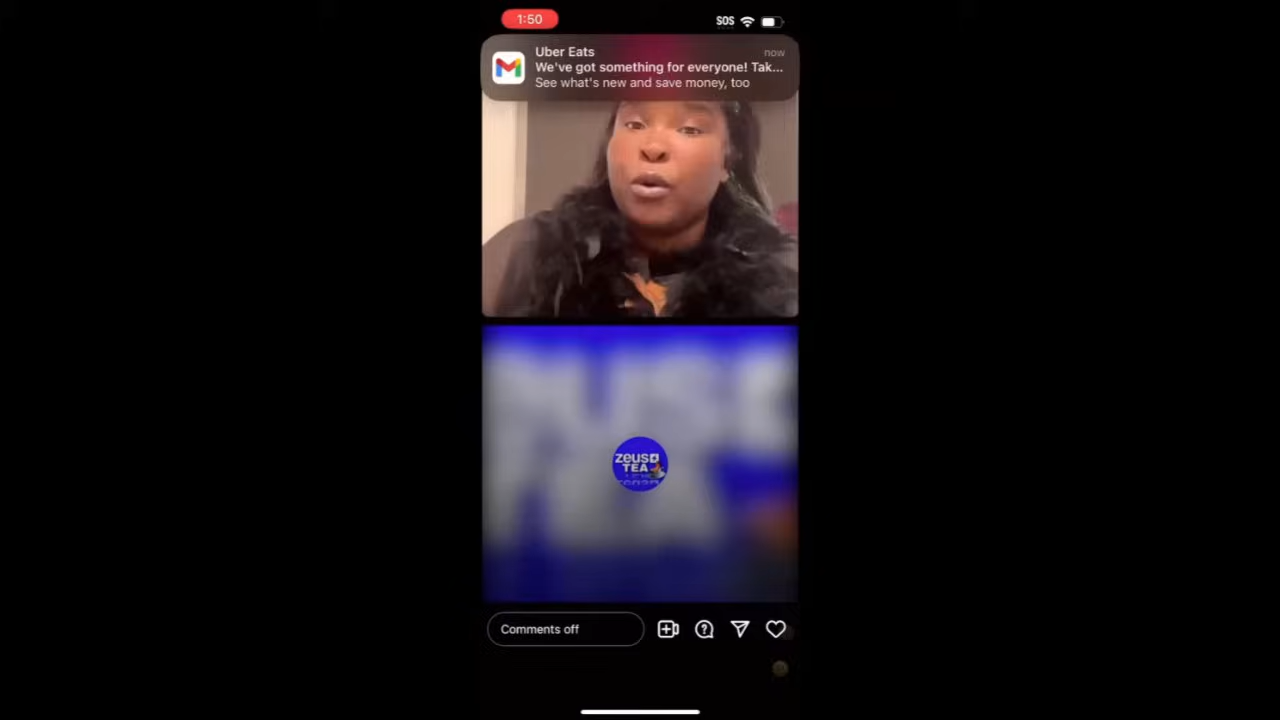 1:50
SOS
Uber Eats
now
We've got something for everyone! Tak...
See what's new and save money, too
ZEUS
TEA
Comments off